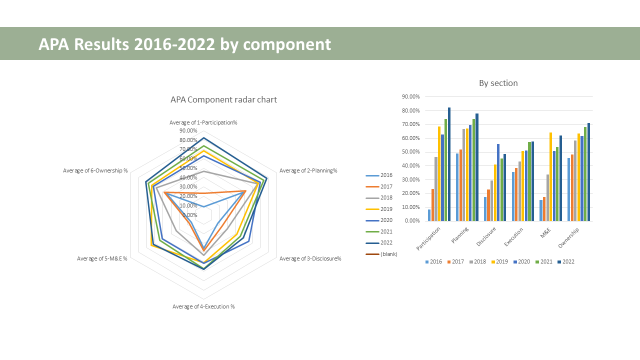 APA Results 2016-2022 by component
APA Component radar chart
Average of 1-Participation%
90.00%
80.00%
70.00%
60.00%
50.00%
40.00%
30.00%
20.00%
10.00%
0.00%
Average of 2-Planning%
Average of 3-Disclosure%
Average of 4-Execution %
Average of 5-M&E %
Average of 6-Ownership %
2016
2017
2018
2019
2020
2021
2022
(blank)
By section
90.00%
80.00%
70.00%
60.00%
50.00%
40.00%
30.00%
20.00%
10.00%
0.00%
Participation
Planning
Disclosure
Execution
M&E
Ownership
2016 2017 2018 2019 2020 2021 2022